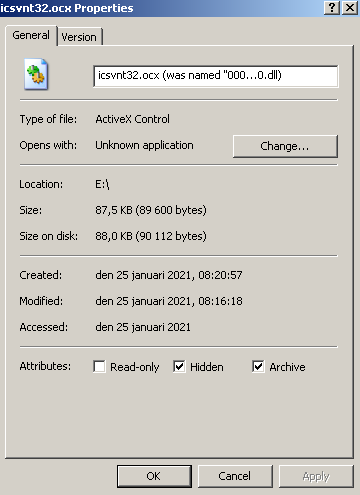 icsvnt32.ocx Properties
General Version
icsvnt32.ocx (was named "000...0.dll)
Type of file: ActiveX Control
Opens with: Unknown application Change...
Location: E:\
Size: 87,5 KB (89 600 bytes)
Size on disk: 88,0 KB (90 112 bytes)
Created: den 25 januari 2021, 08:20:57
Modified: den 25 januari 2021, 08:16:18
Accessed: den 25 januari 2021
Attributes: Read-only Hidden Archive
OK Cancel Apply